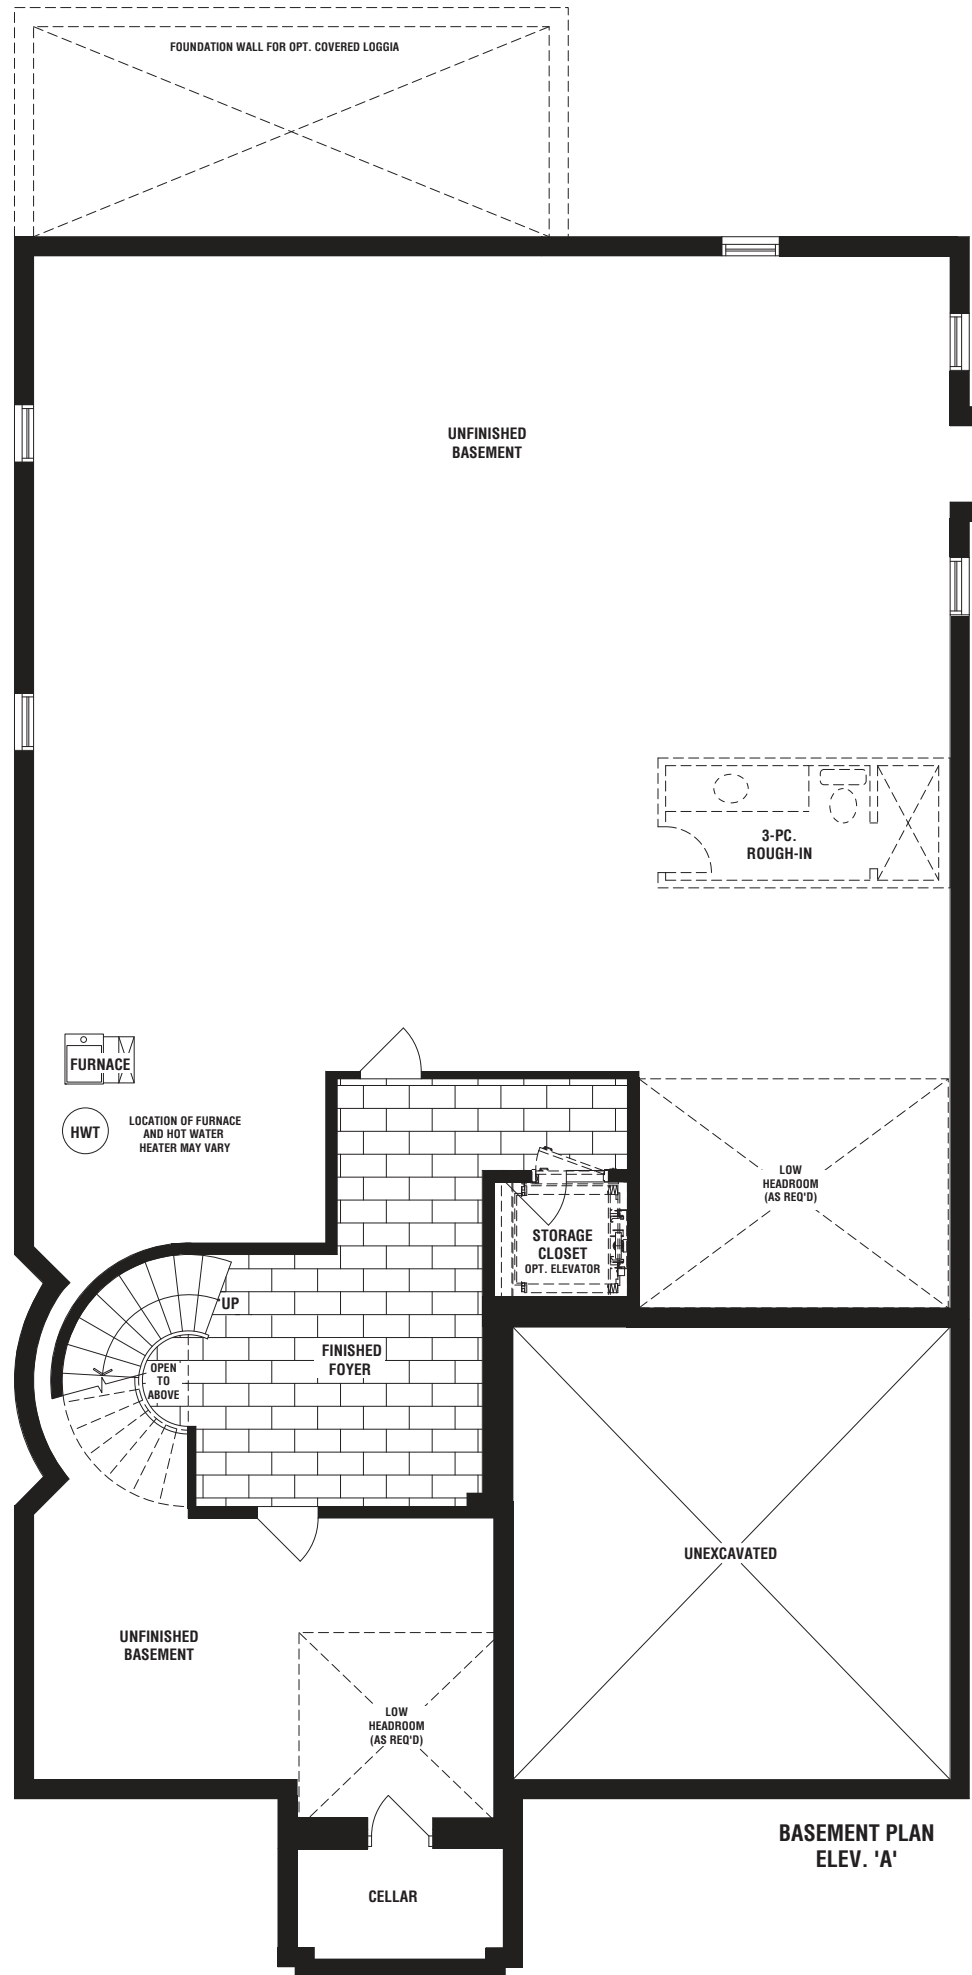 FOUNDATION WALL FOR OPT. COVERED LOGGIA
UNFINISHED
BASEMENT
3-PC.
ROUGH-IN
FURNACE
HWT
LOCATION OF FURNACE
AND HOT WATER
HEATER MAY VARY
LOW
HEADROOM
(AS REQ'D)
STORAGE
CLOSET
OPT. ELEVATOR
UP
OPEN
TO
ABOVE
FINISHED
FOYER
UNEXCAVATED
UNFINISHED
BASEMENT
LOW
HEADROOM
(AS REQ'D)
CELLAR
BASEMENT PLAN
ELEV. 'A'